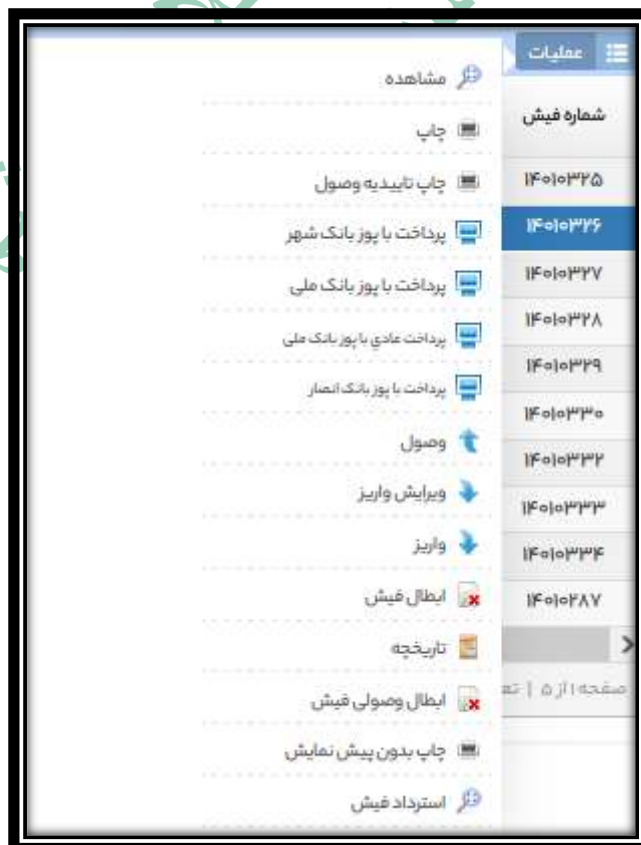 عملیات
شماره فیش
۱۴۰۱۰۳۲۵
۱۴۰۱۰۳۲۶
۱۴۰۱۰۳۲۷
۱۴۰۱۰۳۲۸
۱۴۰۱۰۳۲۹
۱۴۰۱۰۳۳۰
۱۴۰۱۰۳۳۲
۱۴۰۱۰۳۳۳
۱۴۰۱۰۳۳۴
۱۴۰۱۰۲۸۷
صفحه ۱ از ۵ | تع
مشاهده
چاپ
چاپ تاییدیه وصول
پرداخت با پوز بانک شهر
پرداخت با پوز بانک ملی
پرداخت عادي با پوز بانک ملی
پرداخت با پوز بانک انصار
وصول
ویرایش واریز
واریز
ابطال فیش
تاریخچه
ابطال وصولی فیش
چاپ بدون پیش نمایش
استرداد فیش